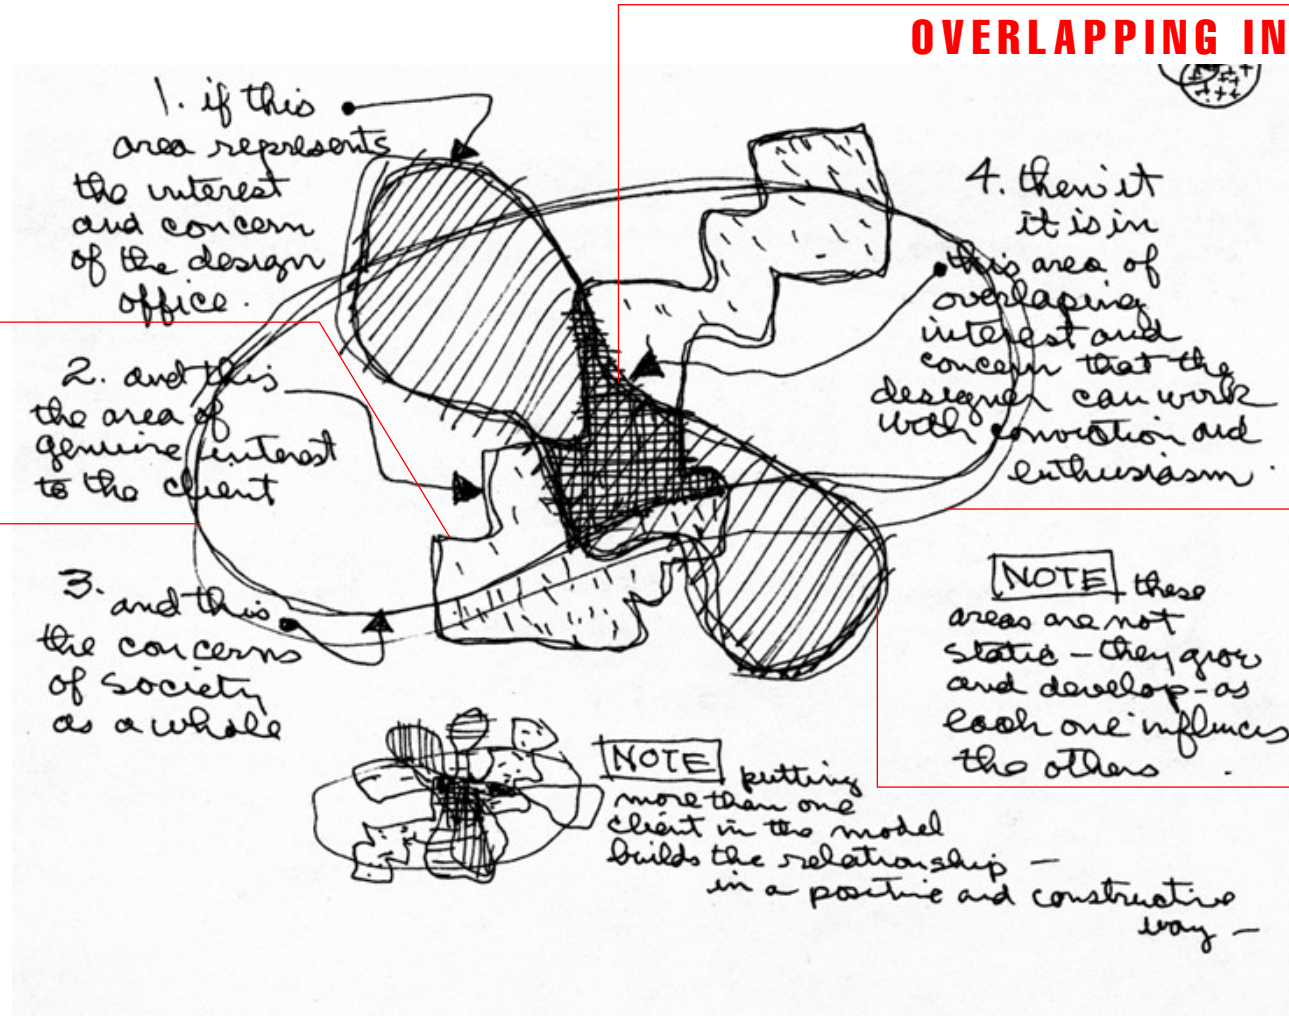 OVERLAPPING IN
1. if this
area represents
the interest
and concern
of the design
office.
2. and this
the area of
genuine interest
to the client
3. and this
the concerns
of society
as a whole
4. then it
it is in
this area of
overlaping
interest and
concern that the
designer can work
with conviction and
enthusiasm.
NOTE these
areas are not
static – they grow
and develop – as
each one influences
the others.
NOTE putting
more than one
client in the model
builds the relationship –
in a positive and constructive
way –